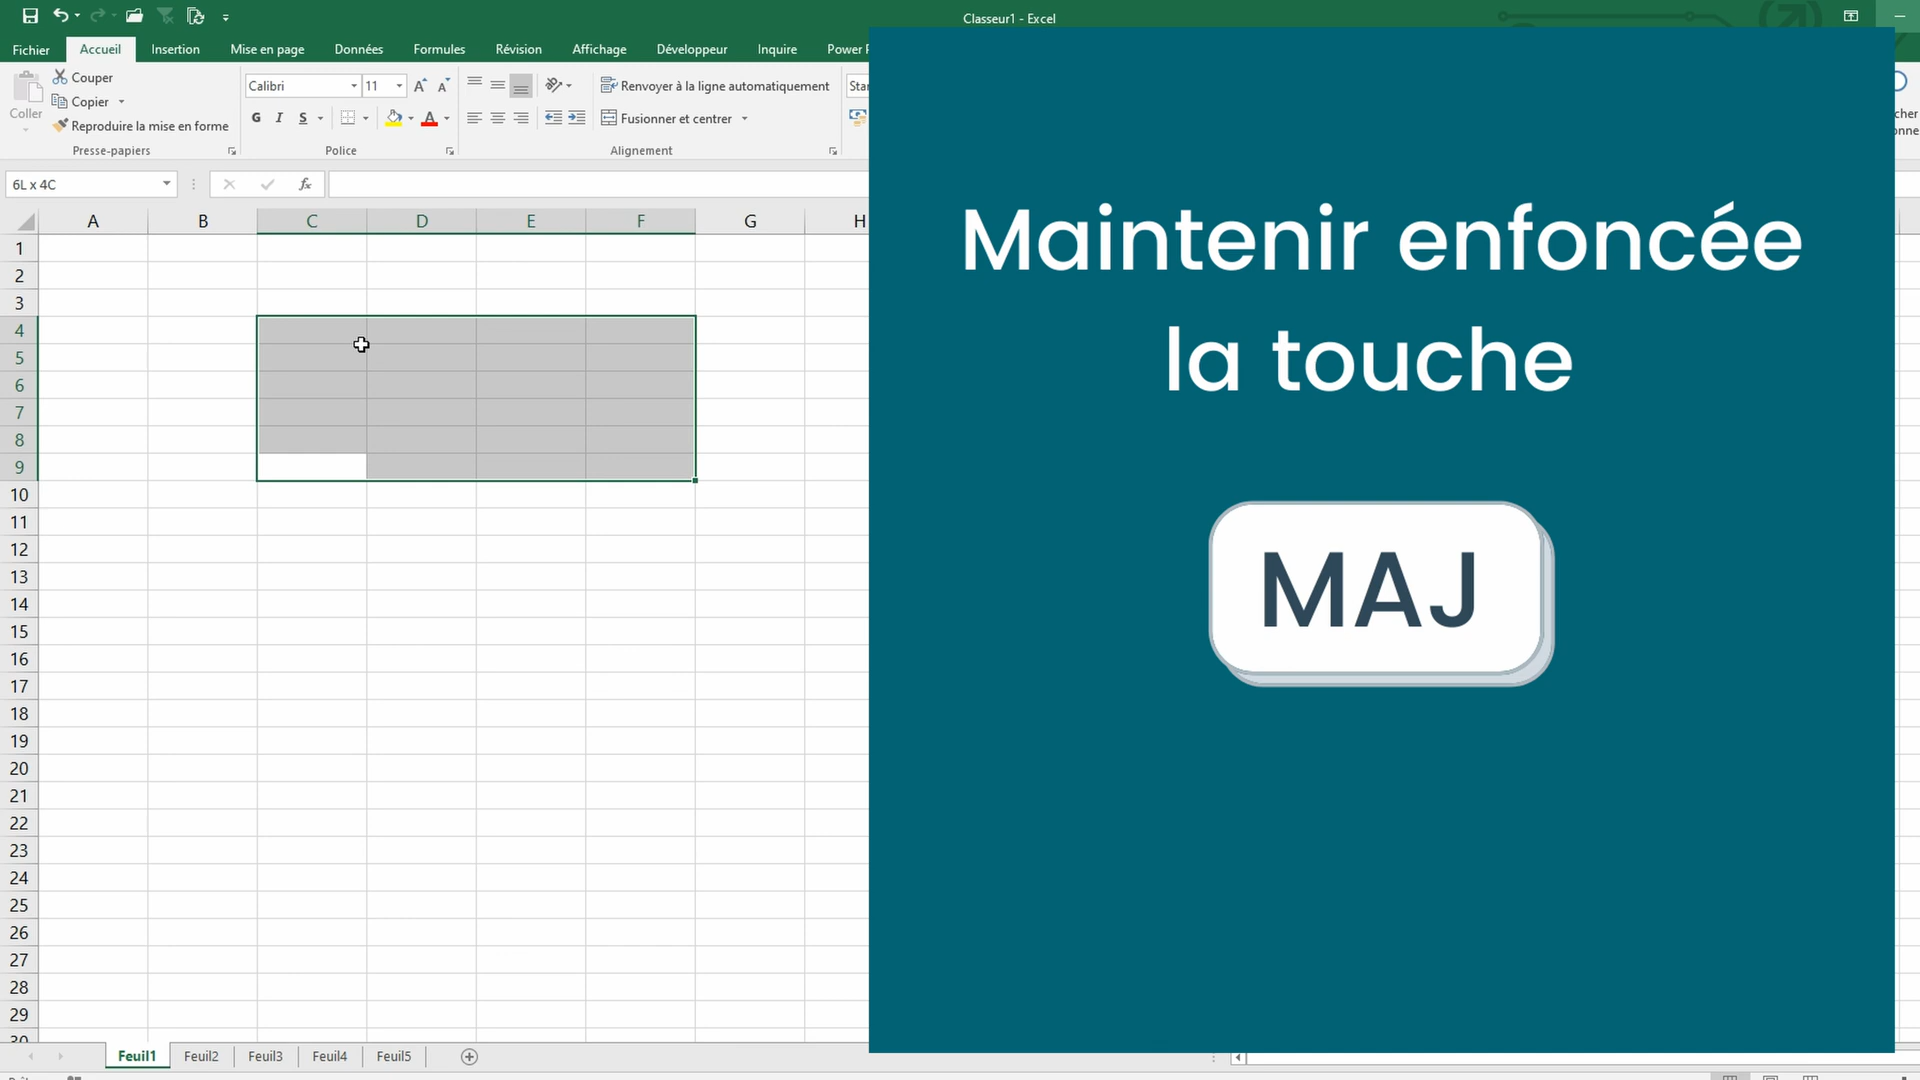 Classeur1 - Excel
Fichier Accueil Insertion Mise en page Données Formules Révision Affichage Développeur Inquire Power
Couper
Copier
Reproduire la mise en forme
Coller
Presse-papiers
Calibri 11
G I S
Police
Renvoyer à la ligne automatiquement
Fusionner et centrer
Alignement
6L x 4C
fx
A B C D E F G H
1
2
3
4
5
6
7
8
9
10
11
12
13
14
15
16
17
18
19
20
21
22
23
24
25
26
27
28
29
30
Maintenir enfoncée
la touche
MAJ
Feuil1 Feuil2 Feuil3 Feuil4 Feuil5